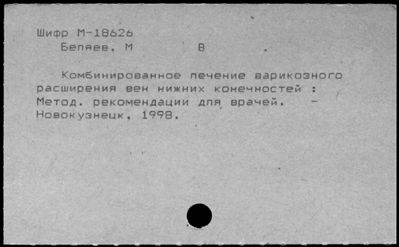 Шифр М-18626
Беляев, М В .
Комбинированное лечение варикозного
расширения вен нижних конечностей :
Метод. рекомендации для врачей. -
Новокузнецк, 1998.